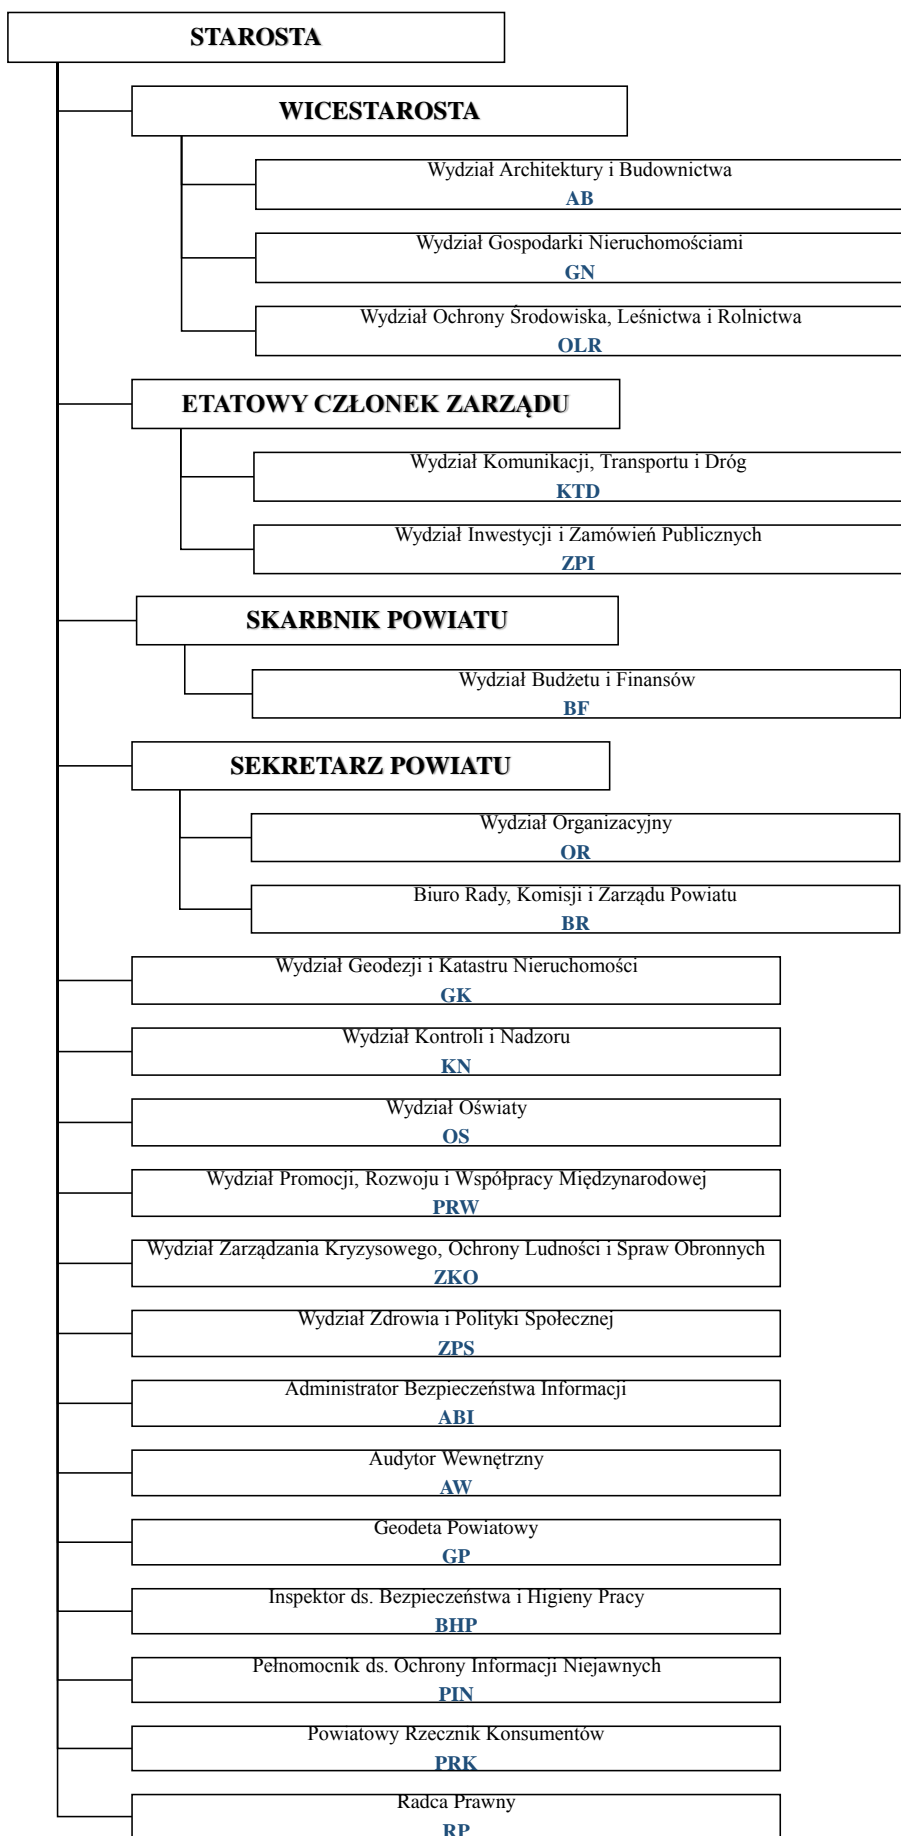 STAROSTA
WICESTAROSTA
Wydział Architektury i Budownictwa
AB
Wydział Gospodarki Nieruchomościami
GN
Wydział Ochrony Środowiska, Leśnictwa i Rolnictwa
OLR
ETATOWY CZŁONEK ZARZĄDU
Wydział Komunikacji, Transportu i Dróg
KTD
Wydział Inwestycji i Zamówień Publicznych
ZPI
SKARBNIK POWIATU
Wydział Budżetu i Finansów
BF
SEKRETARZ POWIATU
Wydział Organizacyjny
OR
Biuro Rady, Komisji i Zarządu Powiatu
BR
Wydział Geodezji i Katastru Nieruchomości
GK
Wydział Kontroli i Nadzoru
KN
Wydział Oświaty
OS
Wydział Promocji, Rozwoju i Współpracy Międzynarodowej
PRW
Wydział Zarządzania Kryzysowego, Ochrony Ludności i Spraw Obronnych
ZKO
Wydział Zdrowia i Polityki Społecznej
ZPS
Administrator Bezpieczeństwa Informacji
ABI
Audytor Wewnętrzny
AW
Geodeta Powiatowy
GP
Inspektor ds. Bezpieczeństwa i Higieny Pracy
BHP
Pełnomocnik ds. Ochrony Informacji Niejawnych
PIN
Powiatowy Rzecznik Konsumentów
PRK
Radca Prawny
RP